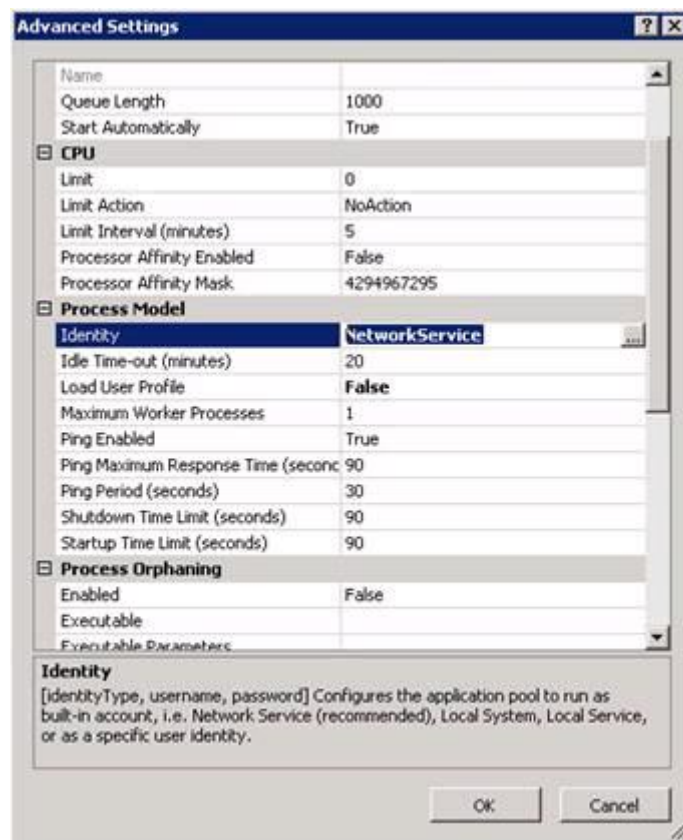 Advanced Settings
Name
Queue Length 1000
Start Automatically True
CPU
Limit 0
Limit Action NoAction
Limit Interval (minutes) 5
Processor Affinity Enabled False
Processor Affinity Mask 4294967295
Process Model
Identity NetworkService ...
Idle Time-out (minutes) 20
Load User Profile False
Maximum Worker Processes 1
Ping Enabled True
Ping Maximum Response Time (second 90
Ping Period (seconds) 30
Shutdown Time Limit (seconds) 90
Startup Time Limit (seconds) 90
Process Orphaning
Enabled False
Executable
Executable Parameters
Identity
[identityType, username, password] Configures the application pool to run as
built-in account, i.e. Network Service (recommended), Local System, Local Service,
or as a specific user identity.
OK Cancel